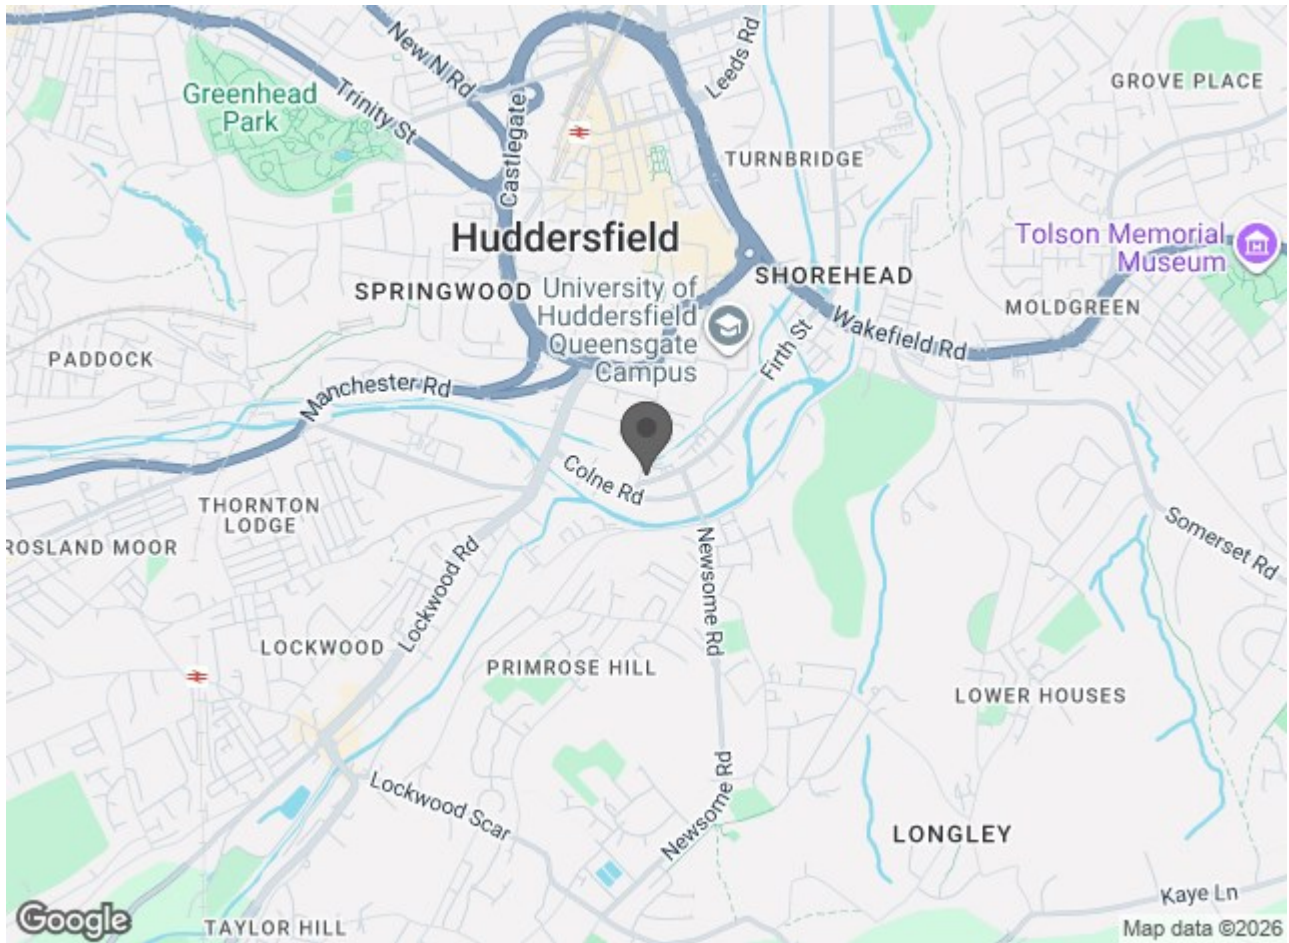 New N Rd
Leeds Rd
GROVE PLACE
Greenhead
Park
Trinity St
Castlegate
TURNBRIDGE
Huddersfield
Tolson Memorial
Museum
SHOREHEAD
SPRINGWOOD
University of
Huddersfield
Queensgate
Campus
MOLDGREEN
Wakefield Rd
Firth St
PADDOCK
Manchester Rd
Colne Rd
THORNTON
LODGE
ROSLAND MOOR
Somerset Rd
Newsome Rd
Lockwood Rd
LOCKWOOD
PRIMROSE HILL
LOWER HOUSES
Newsome Rd
Lockwood Scar
LONGLEY
Kaye Ln
Google
TAYLOR HILL
Map data ©2026